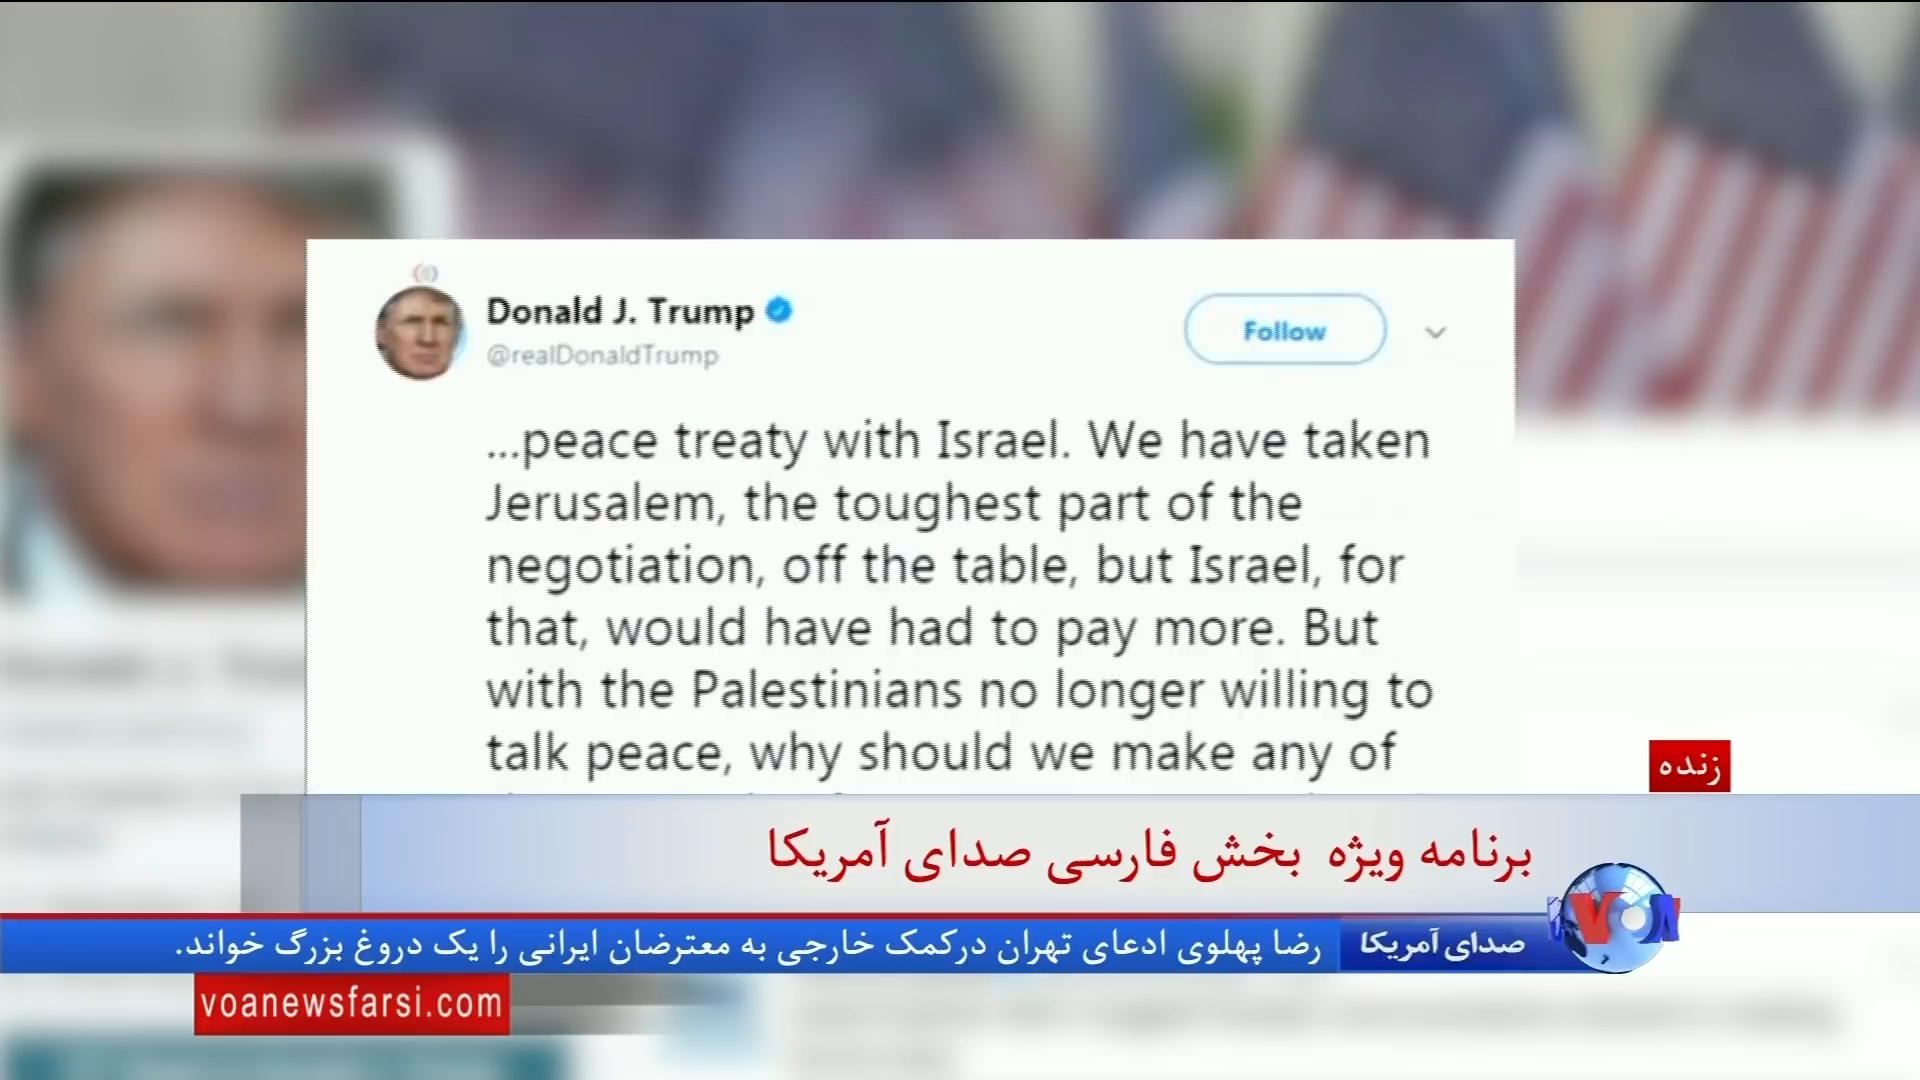 Donald J. Trump
@realDonaldTrump
Follow
...peace treaty with Israel. We have taken
Jerusalem, the toughest part of the
negotiation, off the table, but Israel, for
that, would have had to pay more. But
with the Palestinians no longer willing to
talk peace, why should we make any of
زنده
برنامه ویژه بخش فارسی صدای آمریکا
VOA
صدای آمریکا
رضا پهلوی ادعای تهران درکمک خارجی به معترضان ایرانی را یک دروغ بزرگ خواند.
voanewsfarsi.com